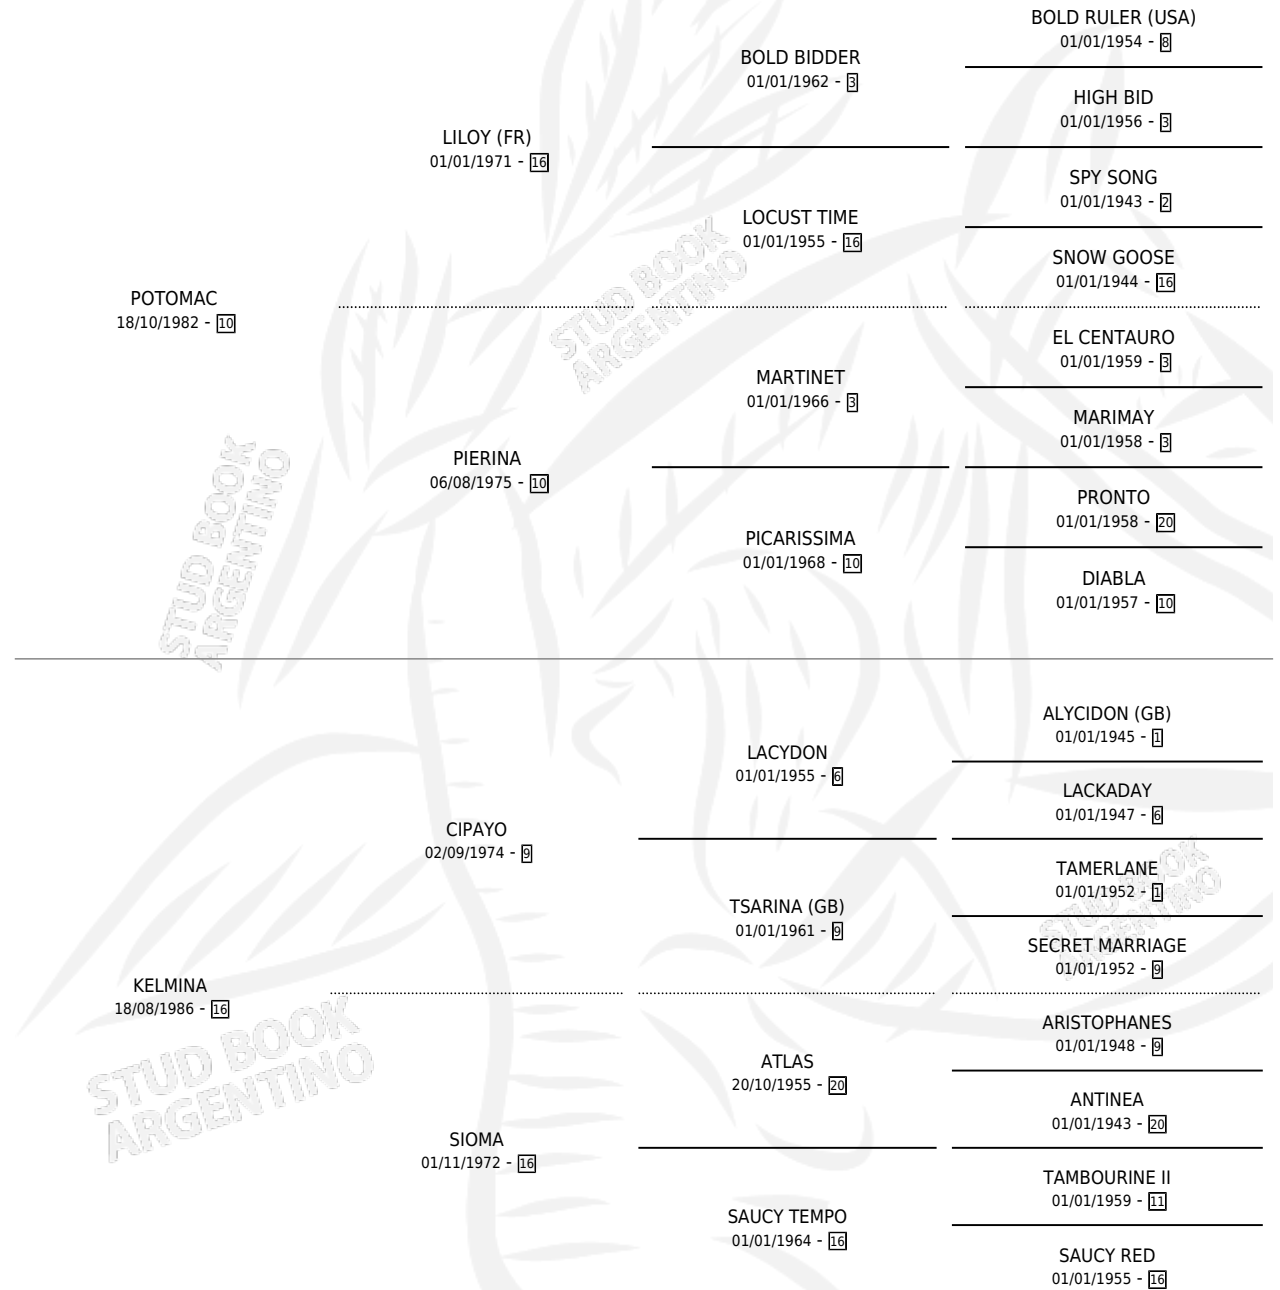 BOLD RULER (USA)
01/01/1954 - 8
BOLD BIDDER
01/01/1962 - 3
HIGH BID
01/01/1956 - 3
LILOY (FR)
01/01/1971 - 16
SPY SONG
01/01/1943 - 2
LOCUST TIME
01/01/1955 - 16
SNOW GOOSE
01/01/1944 - 16
POTOMAC
18/10/1982 - 10
EL CENTAURO
01/01/1959 - 3
MARTINET
01/01/1966 - 3
MARIMAY
01/01/1958 - 3
PIERINA
06/08/1975 - 10
PRONTO
01/01/1958 - 20
PICARISSIMA
01/01/1968 - 10
DIABLA
01/01/1957 - 10
ALYCIDON (GB)
01/01/1945 - 1
LACYDON
01/01/1955 - 6
LACKADAY
01/01/1947 - 6
CIPAYO
02/09/1974 - 9
TAMERLANE
01/01/1952 - 1
TSARINA (GB)
01/01/1961 - 9
SECRET MARRIAGE
01/01/1952 - 9
KELMINA
18/08/1986 - 16
ARISTOPHANES
01/01/1948 - 9
ATLAS
20/10/1955 - 20
ANTINEA
01/01/1943 - 20
SIOMA
01/11/1972 - 16
TAMBOURINE II
01/01/1959 - 11
SAUCY TEMPO
01/01/1964 - 16
SAUCY RED
01/01/1955 - 16
STUD BOOK
ARGENTINO
STUD BOOK
ARGENTINO
STUD BOOK
ARGENTINO
STUD BOOK
ARGENTINO